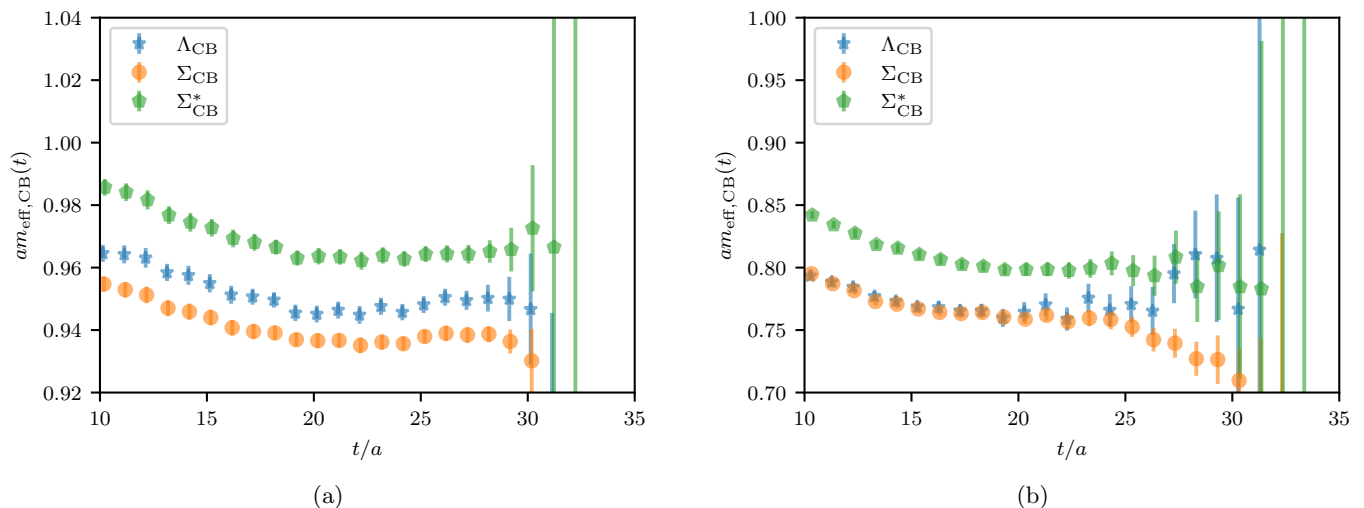 1.04
1.02
1.00
0.98
0.96
0.94
0.92
am_eff,CB(t)
Λ_CB
Σ_CB
Σ*_CB
10 15 20 25 30 35
t/a
(a)
1.00
0.95
0.90
0.85
0.80
0.75
0.70
am_eff,CB(t)
Λ_CB
Σ_CB
Σ*_CB
10 15 20 25 30 35
t/a
(b)